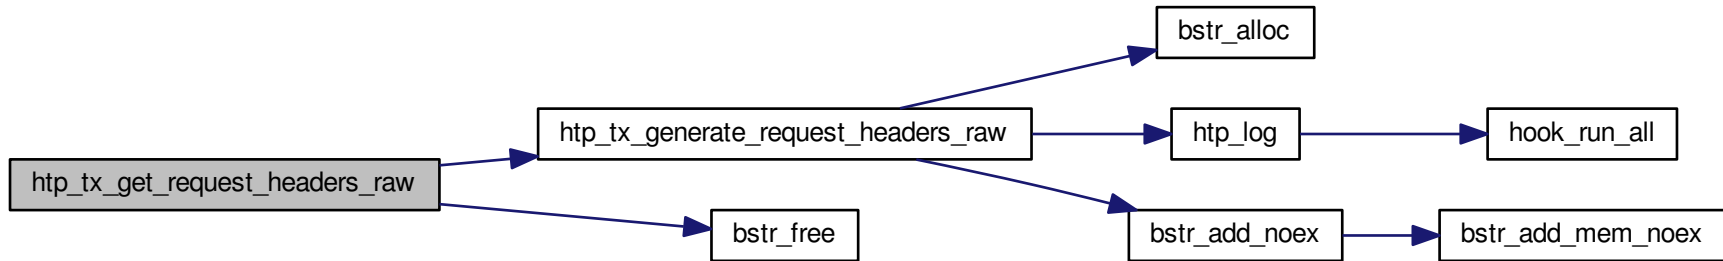 bstr_alloc
htp_tx_generate_request_headers_raw
htp_log
hook_run_all
htp_tx_get_request_headers_raw
bstr_free
bstr_add_noex
bstr_add_mem_noex